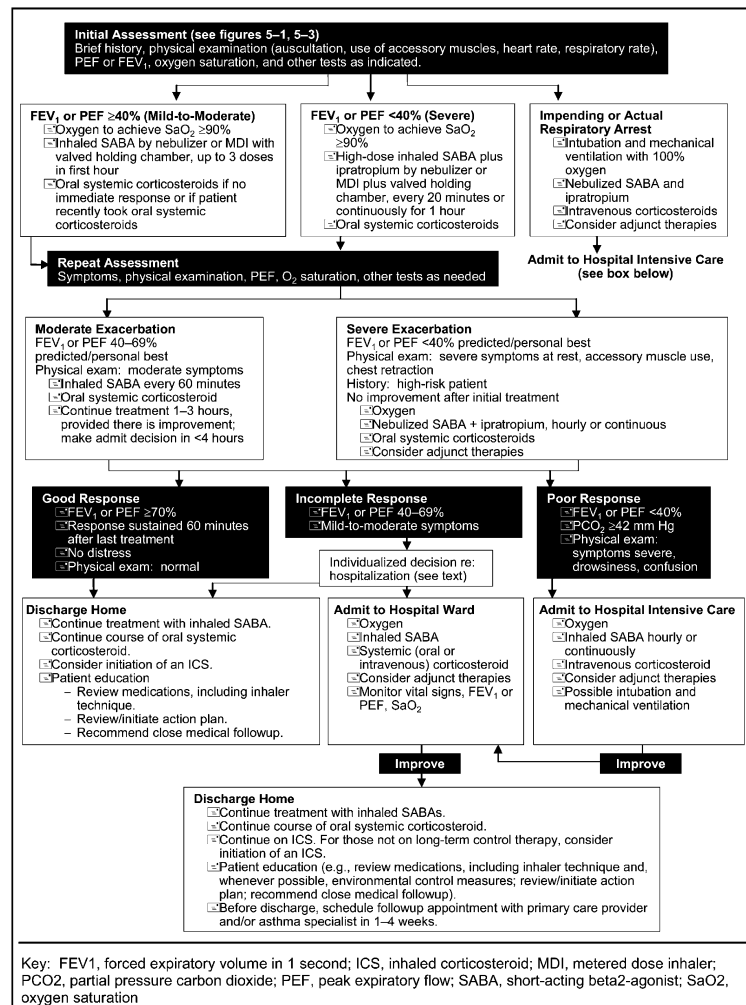 Initial Assessment (see figures 5–1, 5–3)
Brief history, physical examination (auscultation, use of accessory muscles, heart rate, respiratory rate),
PEF or FEV1, oxygen saturation, and other tests as indicated.
FEV1 or PEF ≥40% (Mild-to-Moderate)
Oxygen to achieve SaO2 ≥90%
Inhaled SABA by nebulizer or MDI with
valved holding chamber, up to 3 doses
in first hour
Oral systemic corticosteroids if no
immediate response or if patient
recently took oral systemic
corticosteroids
FEV1 or PEF <40% (Severe)
Oxygen to achieve SaO2
≥90%
High-dose inhaled SABA plus
ipratropium by nebulizer or
MDI plus valved holding
chamber, every 20 minutes or
continuously for 1 hour
Oral systemic corticosteroids
Impending or Actual
Respiratory Arrest
Intubation and mechanical
ventilation with 100%
oxygen
Nebulized SABA and
ipratropium
Intravenous corticosteroids
Consider adjunct therapies
Admit to Hospital Intensive Care
(see box below)
Repeat Assessment
Symptoms, physical examination, PEF, O2 saturation, other tests as needed
Moderate Exacerbation
FEV1 or PEF 40–69%
predicted/personal best
Physical exam: moderate symptoms
Inhaled SABA every 60 minutes
Oral systemic corticosteroid
Continue treatment 1–3 hours,
provided there is improvement;
make admit decision in <4 hours
Severe Exacerbation
FEV1 or PEF <40% predicted/personal best
Physical exam: severe symptoms at rest, accessory muscle use,
chest retraction
History: high-risk patient
No improvement after initial treatment
Oxygen
Nebulized SABA + ipratropium, hourly or continuous
Oral systemic corticosteroids
Consider adjunct therapies
Good Response
FEV1 or PEF ≥70%
Response sustained 60 minutes
after last treatment
No distress
Physical exam: normal
Incomplete Response
FEV1 or PEF 40–69%
Mild-to-moderate symptoms
Poor Response
FEV1 or PEF <40%
PCO2 ≥42 mm Hg
Physical exam:
symptoms severe,
drowsiness, confusion
Individualized decision re:
hospitalization (see text)
Discharge Home
Continue treatment with inhaled SABA.
Continue course of oral systemic
corticosteroid.
Consider initiation of an ICS.
Patient education
– Review medications, including inhaler
technique.
– Review/initiate action plan.
– Recommend close medical followup.
Admit to Hospital Ward
Oxygen
Inhaled SABA
Systemic (oral or
intravenous) corticosteroid
Consider adjunct therapies
Monitor vital signs, FEV1 or
PEF, SaO2
Admit to Hospital Intensive Care
Oxygen
Inhaled SABA hourly or
continuously
Intravenous corticosteroid
Consider adjunct therapies
Possible intubation and
mechanical ventilation
Improve
Improve
Discharge Home
Continue treatment with inhaled SABAs.
Continue course of oral systemic corticosteroid.
Continue on ICS. For those not on long-term control therapy, consider
initiation of an ICS.
Patient education (e.g., review medications, including inhaler technique and,
whenever possible, environmental control measures; review/initiate action
plan; recommend close medical followup).
Before discharge, schedule followup appointment with primary care provider
and/or asthma specialist in 1–4 weeks.
Key: FEV1, forced expiratory volume in 1 second; ICS, inhaled corticosteroid; MDI, metered dose inhaler;
PCO2, partial pressure carbon dioxide; PEF, peak expiratory flow; SABA, short-acting beta2-agonist; SaO2,
oxygen saturation